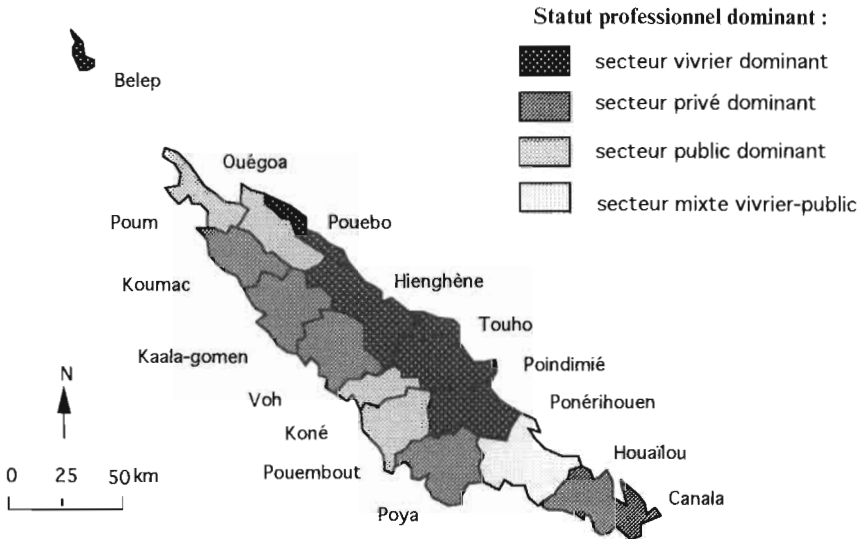 Statut professionnel dominant :
secteur vivrier dominant
secteur privé dominant
secteur public dominant
secteur mixte vivrier-public
Belep
Ouégoa
Poum
Pouebo
Koumac
Hienghène
Touho
Kaala-gomen
Poindimié
Voh
Ponérihouen
Koné
Houaïlou
Pouembout
Canala
Poya
N
0 25 50 km